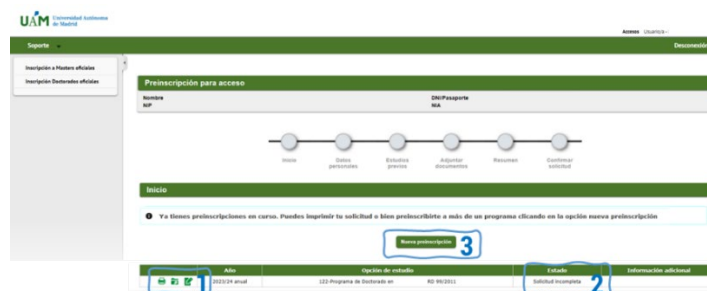 UAM Universidad Autónoma
de Madrid
Acceso Usuario/a
Soporte Desconexión
Inscripción a Masters oficiales
Inscripción Doctorados oficiales
Preinscripción para acceso
Nombre DNI/Pasaporte
NIP NIA
Inicio Datos personales Estudios previos Adjuntar documentos Resumen Confirmar solicitud
Inicio
Ya tienes preinscripciones en curso. Puedes imprimir tu solicitud o bien preinscribirte a más de un programa clicando en la opción nueva preinscripción
Nueva preinscripción 3
Año Opción de estudio Estado Información adicional
1 2023/24 anual 122-Programa de Doctorado en RD 99/2011 Solicitud incompleta 2